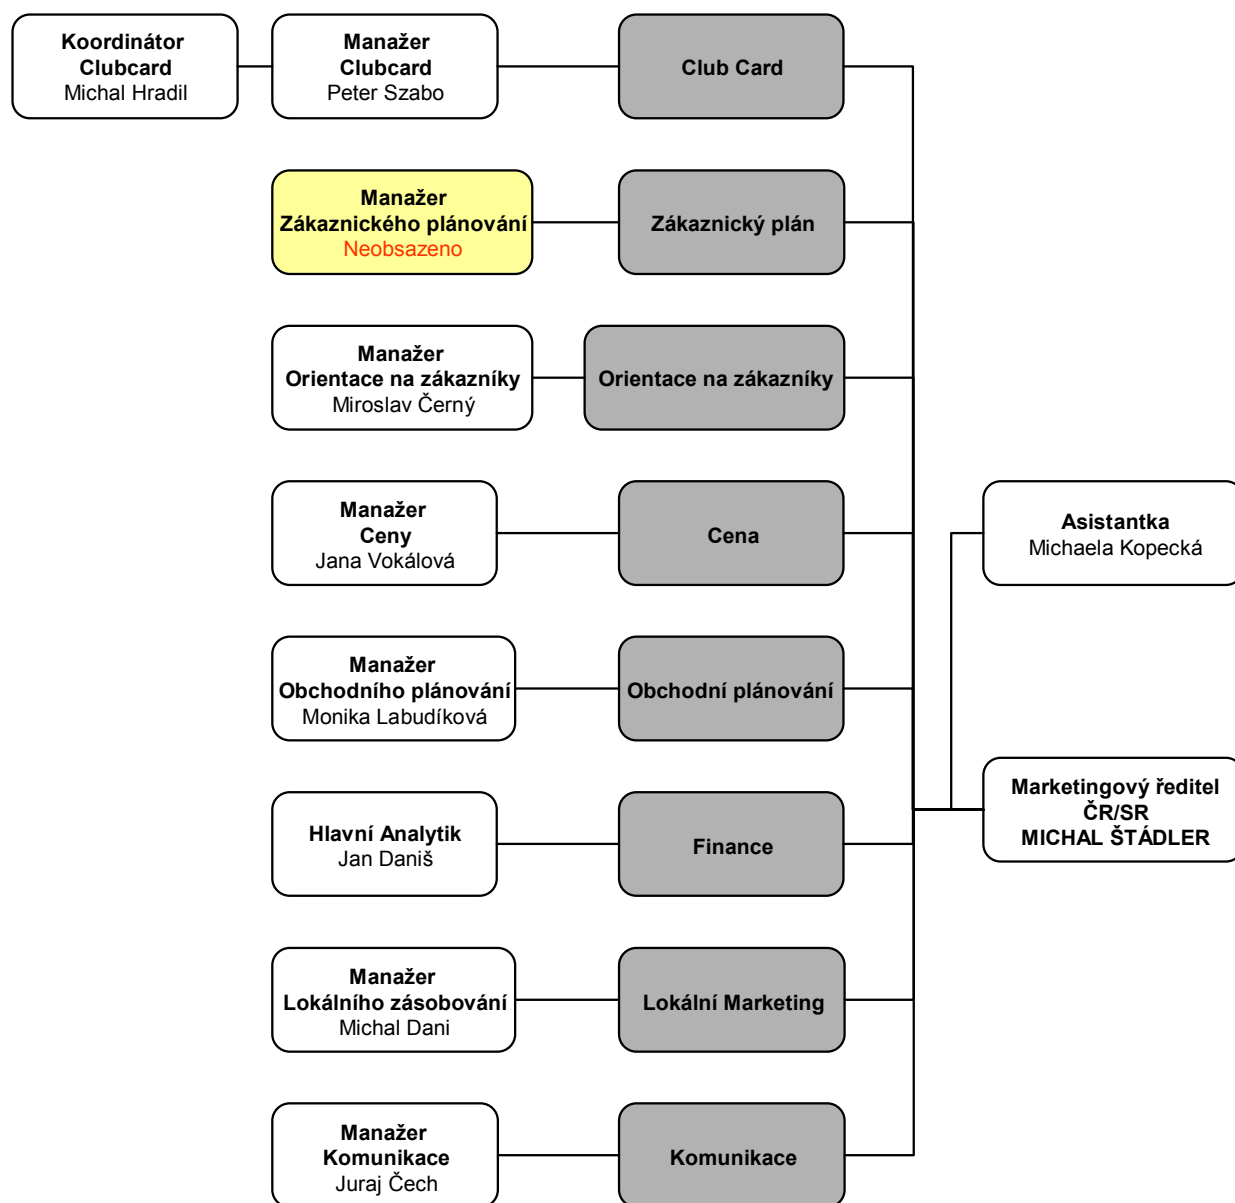 Koordinátor
Clubcard
Michal Hradil
Manažer
Clubcard
Peter Szabo
Club Card
Manažer
Zákaznického plánování
Neobsazeno
Zákaznický plán
Manažer
Orientace na zákazníky
Miroslav Černý
Orientace na zákazníky
Manažer
Ceny
Jana Vokálová
Cena
Asistantka
Michaela Kopecká
Manažer
Obchodního plánování
Monika Labudíková
Obchodní plánování
Marketingový ředitel
ČR/SR
MICHAL ŠTÁDLER
Hlavní Analytik
Jan Daniš
Finance
Manažer
Lokálního zásobování
Michal Dani
Lokální Marketing
Manažer
Komunikace
Juraj Čech
Komunikace